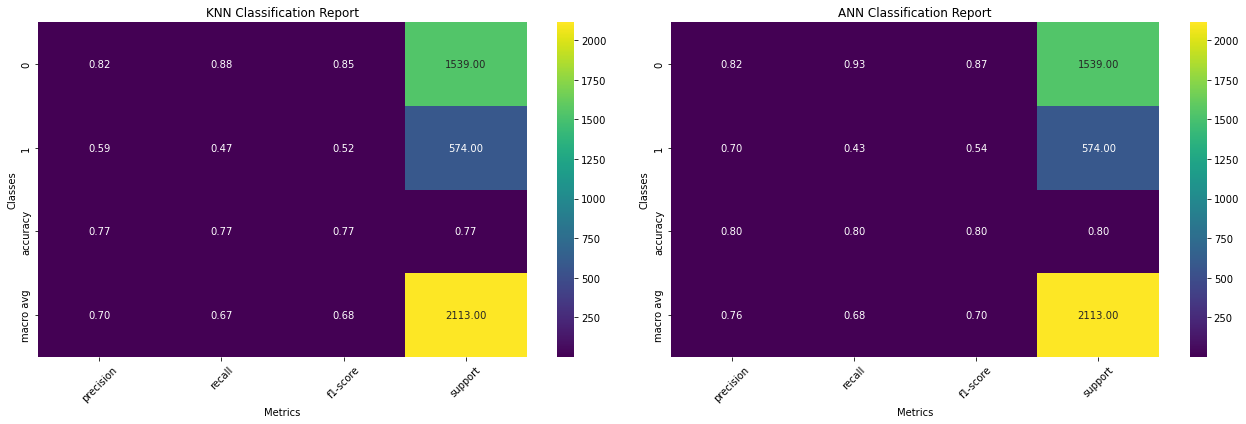 KNN Classification Report
Classes
0 0.82 0.88 0.85 1539.00
1 0.59 0.47 0.52 574.00
accuracy 0.77 0.77 0.77 0.77
macro avg 0.70 0.67 0.68 2113.00
precision recall f1-score support
Metrics
2000
1750
1500
1250
1000
750
500
250
ANN Classification Report
Classes
0 0.82 0.93 0.87 1539.00
1 0.70 0.43 0.54 574.00
accuracy 0.80 0.80 0.80 0.80
macro avg 0.76 0.68 0.70 2113.00
precision recall f1-score support
Metrics
2000
1750
1500
1250
1000
750
500
250